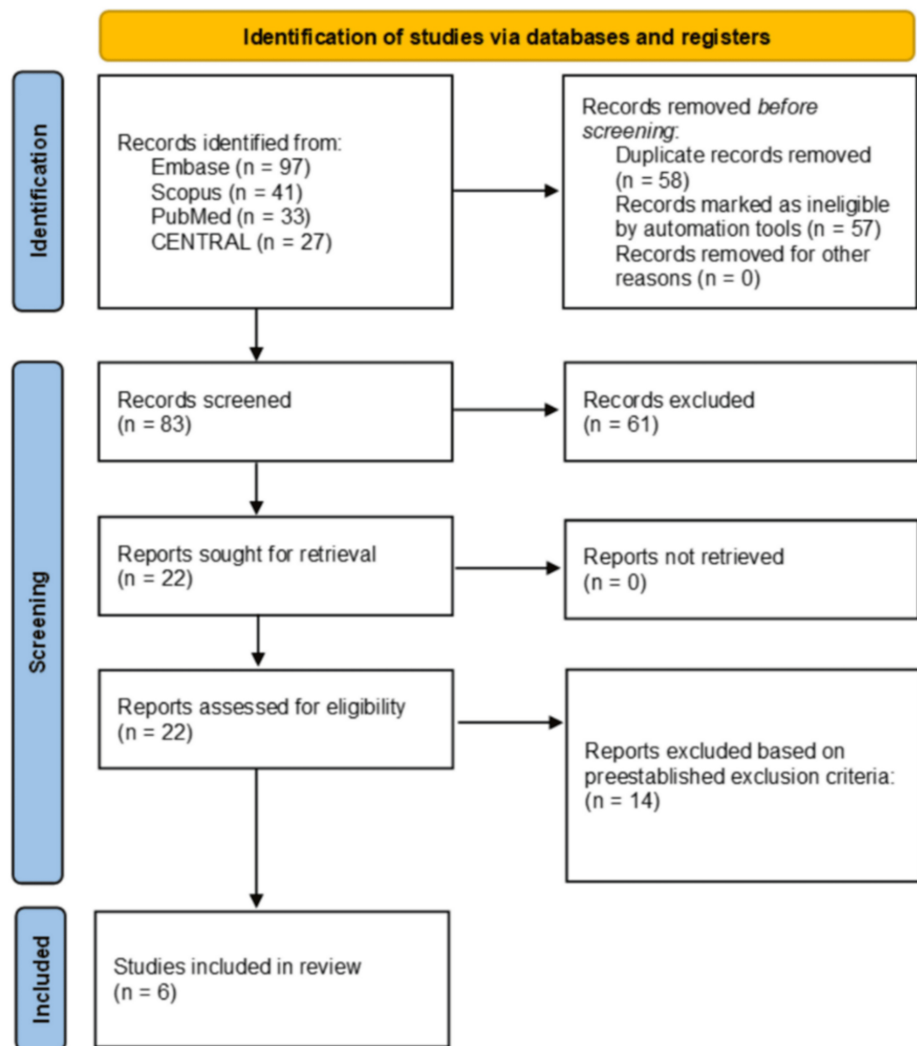 Identification of studies via databases and registers
Identification
Records identified from:
Embase (n = 97)
Scopus (n = 41)
PubMed (n = 33)
CENTRAL (n = 27)
Records removed before
screening:
Duplicate records removed
(n = 58)
Records marked as ineligible
by automation tools (n = 57)
Records removed for other
reasons (n = 0)
Screening
Records screened
(n = 83)
Records excluded
(n = 61)
Reports sought for retrieval
(n = 22)
Reports not retrieved
(n = 0)
Reports assessed for eligibility
(n = 22)
Reports excluded based on
preestablished exclusion criteria:
(n = 14)
Included
Studies included in review
(n = 6)